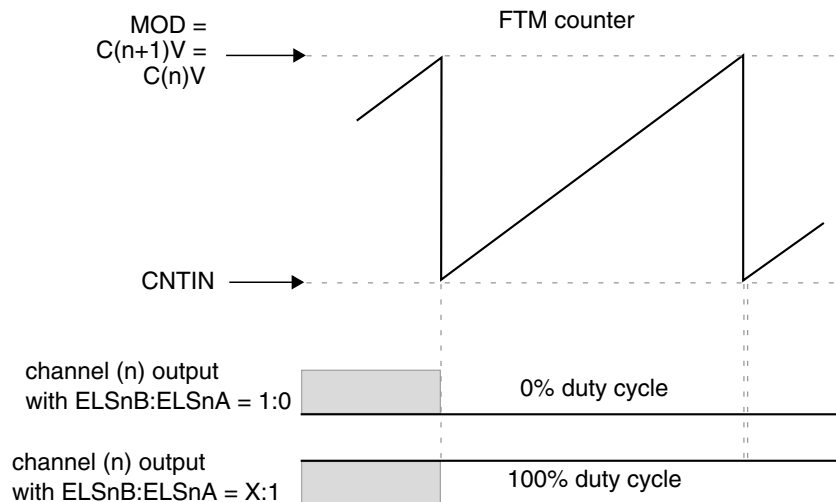 MOD =
C(n+1)V =
C(n)V
FTM counter
CNTIN
channel (n) output
with ELSnB:ELSnA = 1:0
0% duty cycle
channel (n) output
with ELSnB:ELSnA = X:1
100% duty cycle